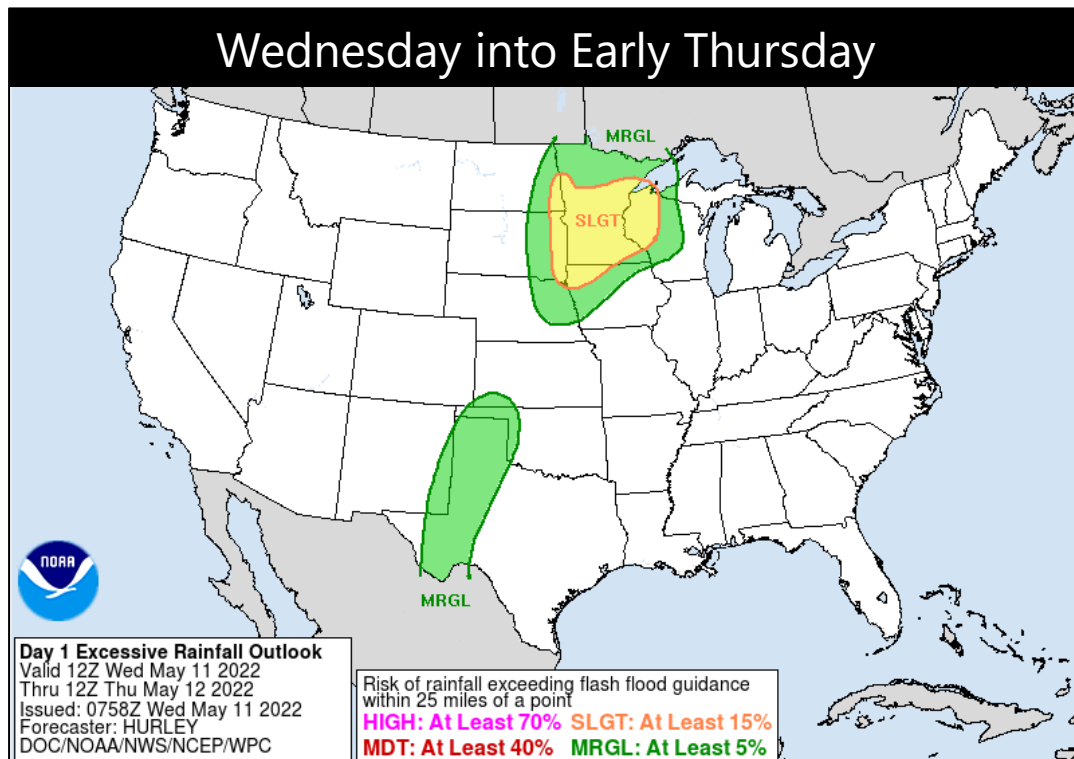 Wednesday into Early Thursday
MRGL
SLGT
MRGL
NOAA
Day 1 Excessive Rainfall Outlook
Valid 12Z Wed May 11 2022
Thru 12Z Thu May 12 2022
Issued: 0758Z Wed May 11 2022
Forecaster: HURLEY
DOC/NOAA/NWS/NCEP/WPC
Risk of rainfall exceeding flash flood guidance
within 25 miles of a point
HIGH: At Least 70% SLGT: At Least 15%
MDT: At Least 40% MRGL: At Least 5%